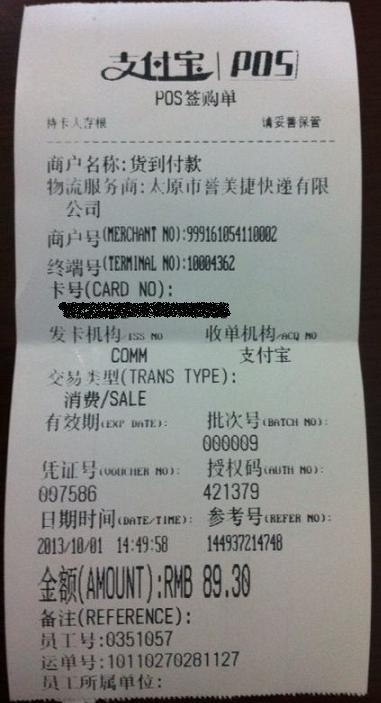 支付宝 | POS
POS签购单
持卡人存根 请妥善保管
商户名称:货到付款
物流服务商:太原市誉美捷快递有限
公司
商户号(MERCHANT NO):999161054110002
终端号(TERMINAL NO):10004362
卡号(CARD NO):
发卡机构/ISS NO 收单机构/ACQ NO
COMM 支付宝
交易类型(TRANS TYPE):
消费/SALE
有效期(EXP DATE): 批次号(BATCH NO):
000009
凭证号(VOUCHER NO): 授权码(AUTH NO):
007586 421379
日期时间(DATE/TIME): 参考号(REFER NO):
2013/10/01 14:49:58 144937214748
金额(AMOUNT):RMB 89.30
备注(REFERENCE):
员工号:0351057
运单号:10110270281127
员工所属单位: